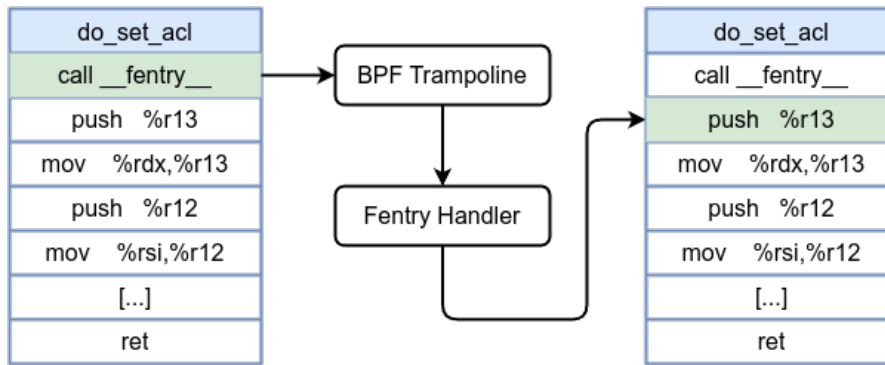 do_set_acl
call __fentry__
push %r13
mov %rdx,%r13
push %r12
mov %rsi,%r12
[...]
ret
BPF Trampoline
Fentry Handler
do_set_acl
call __fentry__
push %r13
mov %rdx,%r13
push %r12
mov %rsi,%r12
[...]
ret